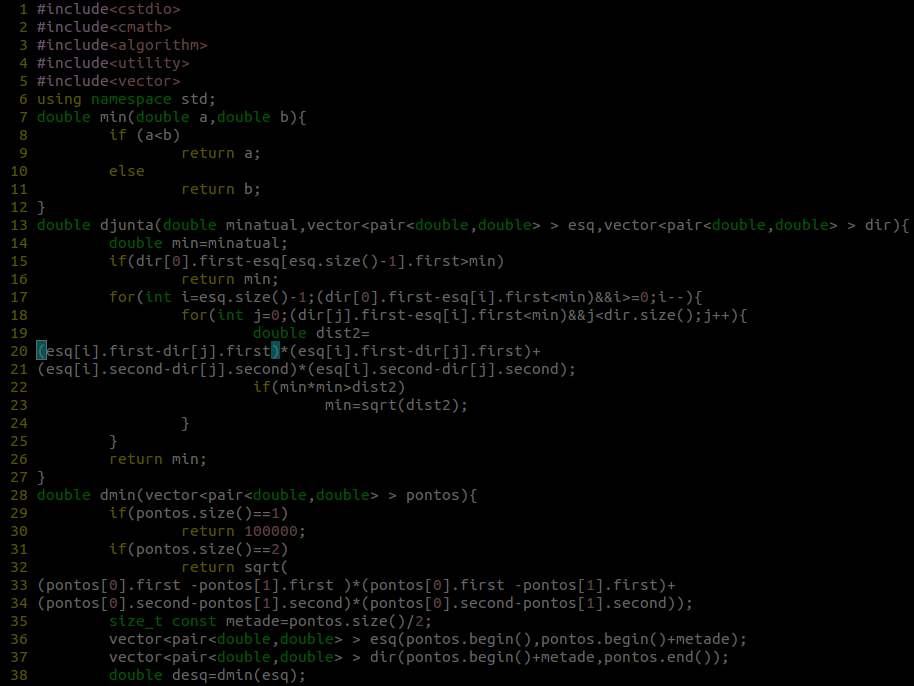 1 #include<cstdio>
2 #include<cmath>
3 #include<algorithm>
4 #include<utility>
5 #include<vector>
6 using namespace std;
7 double min(double a,double b){
8         if (a<b)
9                 return a;
10         else
11                 return b;
12 }
13 double djunta(double minatual,vector<pair<double,double> > esq,vector<pair<double,double> > dir){
14         double min=minatual;
15         if(dir[0].first-esq[esq.size()-1].first>min)
16                 return min;
17         for(int i=esq.size()-1;(dir[0].first-esq[i].first<min)&&i>=0;i--){
18                 for(int j=0;(dir[j].first-esq[i].first<min)&&j<dir.size();j++){
19                         double dist2=
20 (esq[i].first-dir[j].first)*(esq[i].first-dir[j].first)+
21 (esq[i].second-dir[j].second)*(esq[i].second-dir[j].second);
22                         if(min*min>dist2)
23                                 min=sqrt(dist2);
24                 }
25         }
26         return min;
27 }
28 double dmin(vector<pair<double,double> > pontos){
29         if(pontos.size()==1)
30                 return 100000;
31         if(pontos.size()==2)
32                 return sqrt(
33 (pontos[0].first -pontos[1].first )*(pontos[0].first -pontos[1].first)+
34 (pontos[0].second-pontos[1].second)*(pontos[0].second-pontos[1].second));
35         size_t const metade=pontos.size()/2;
36         vector<pair<double,double> > esq(pontos.begin(),pontos.begin()+metade);
37         vector<pair<double,double> > dir(pontos.begin()+metade,pontos.end());
38         double desq=dmin(esq);